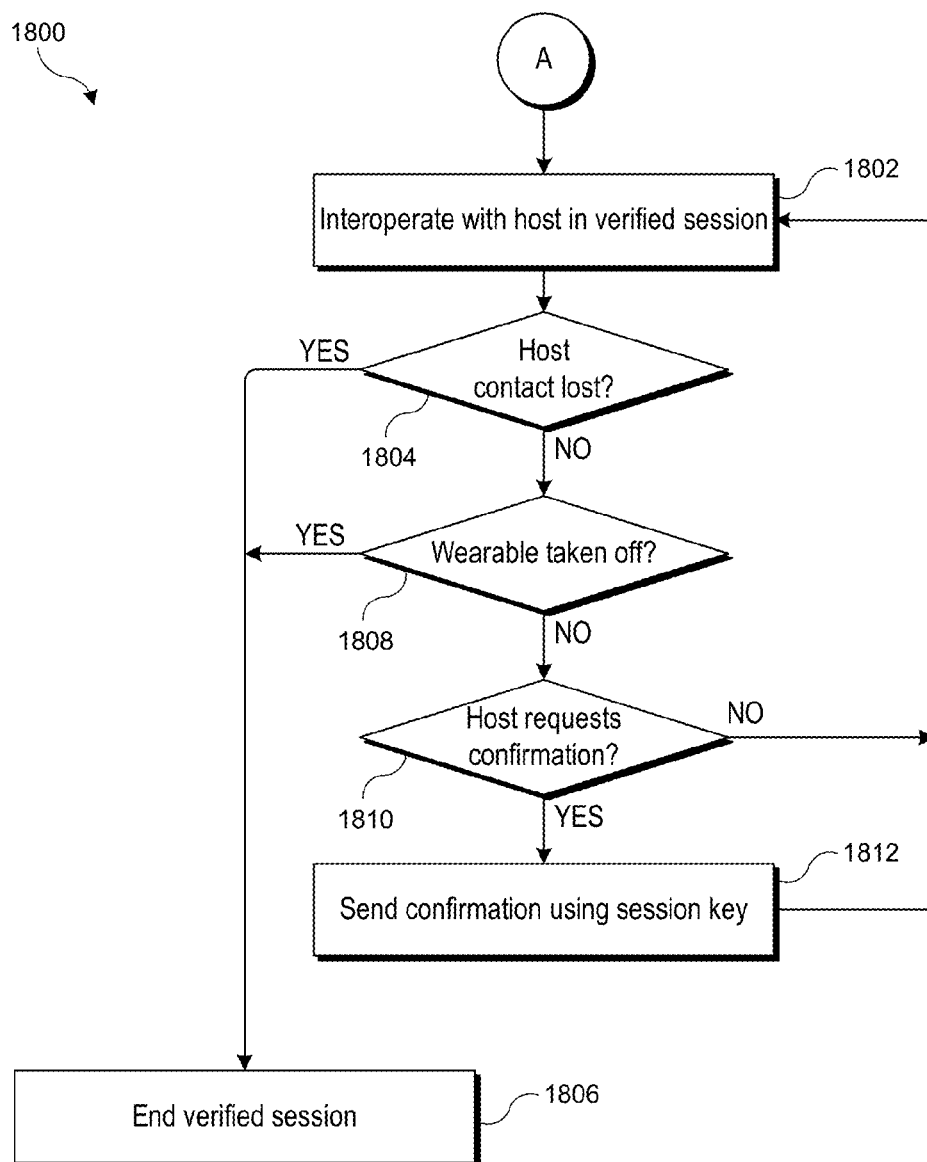 1800
A
1802
Interoperate with host in verified session
YES
Host
contact lost?
1804
NO
YES
Wearable taken off?
1808
NO
Host requests
confirmation?
NO
1810
YES
1812
Send confirmation using session key
1806
End verified session